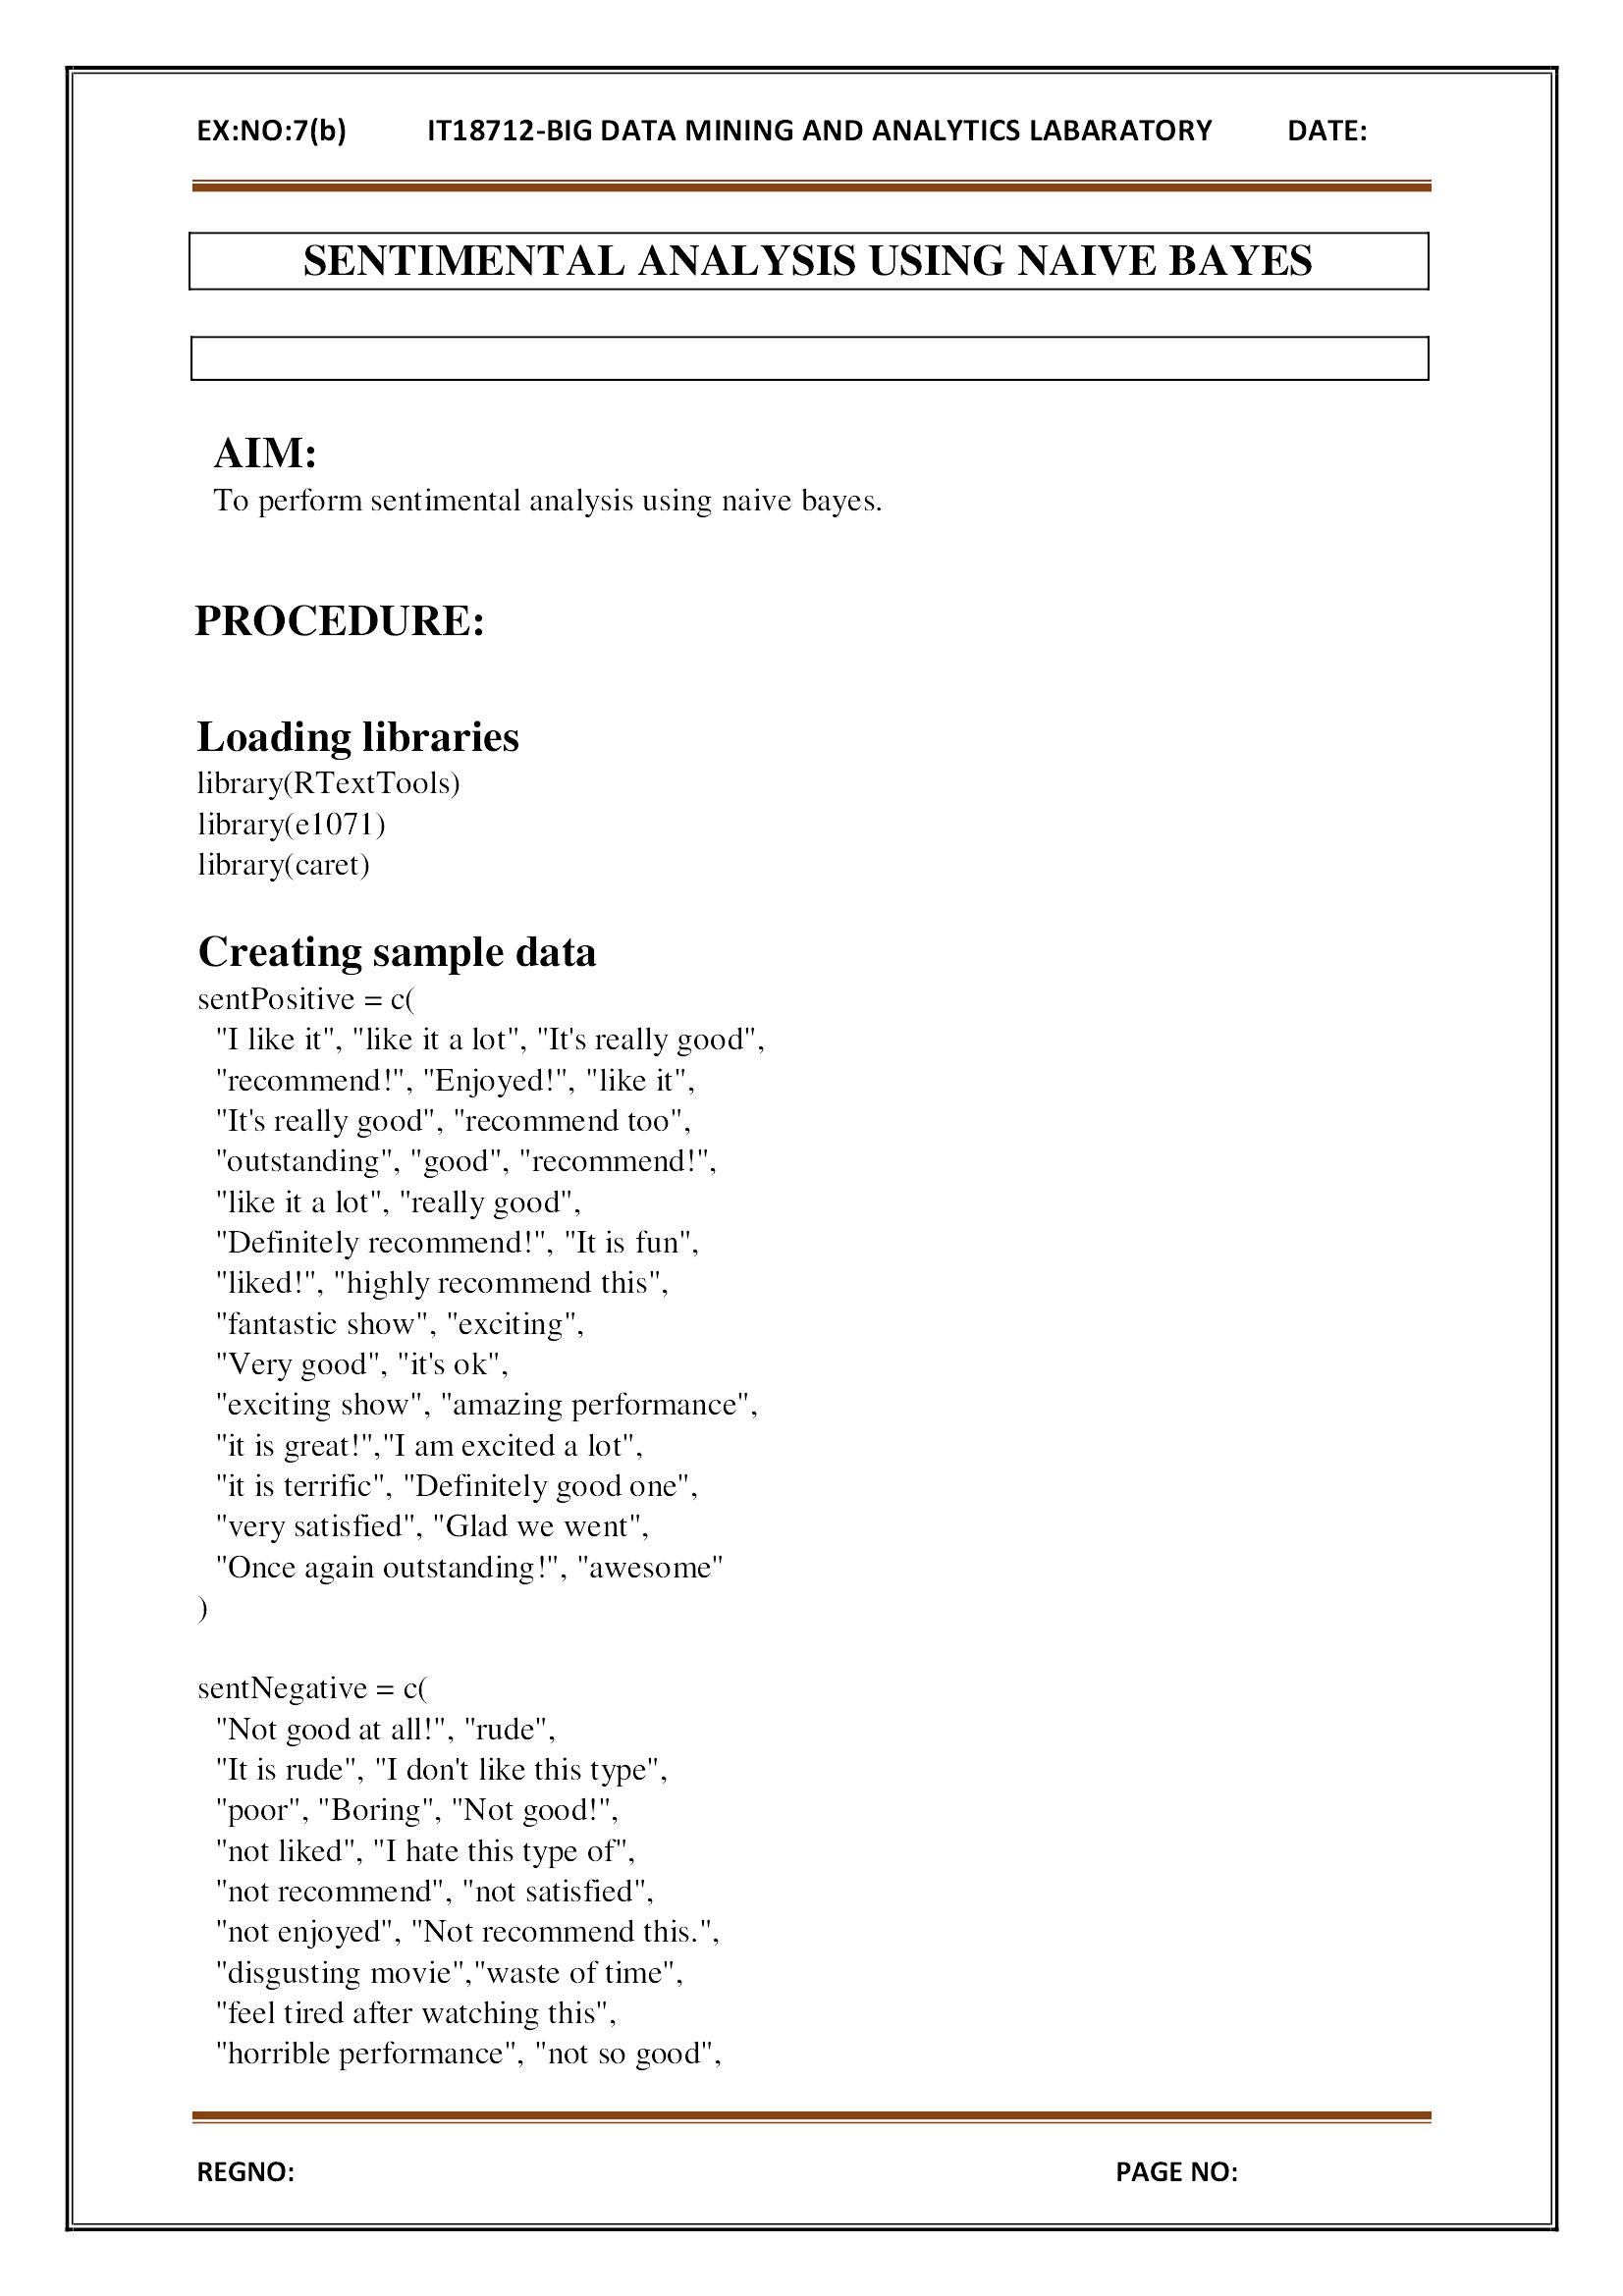 EX:NO:7(b) IT18712-BIG DATA MINING AND ANALYTICS LABARATORY DATE:
SENTIMENTAL ANALYSIS USING NAIVE BAYES
AIM:
To perform sentimental analysis using naive bayes.
PROCEDURE:
Loading libraries
library(RTextTools)
library(e1071)
library(caret)
Creating sample data
sentPositive = c(
"I like it", "like it a lot", "It's really good",
"recommend!", "Enjoyed!", "like it",
"It's really good", "recommend too",
"outstanding", "good", "recommend!",
"like it a lot", "really good",
"Definitely recommend!", "It is fun",
"liked!", "highly recommend this",
"fantastic show", "exciting",
"Very good", "it's ok",
"exciting show", "amazing performance",
"it is great!","I am excited a lot",
"it is terrific", "Definitely good one",
"very satisfied", "Glad we went",
"Once again outstanding!", "awesome"
)
sentNegative = c(
"Not good at all!", "rude",
"It is rude", "I don't like this type",
"poor", "Boring", "Not good!",
"not liked", "I hate this type of",
"not recommend", "not satisfied",
"not enjoyed", "Not recommend this.",
"disgusting movie","waste of time",
"feel tired after watching this",
"horrible performance", "not so good",
REGNO: PAGE NO: